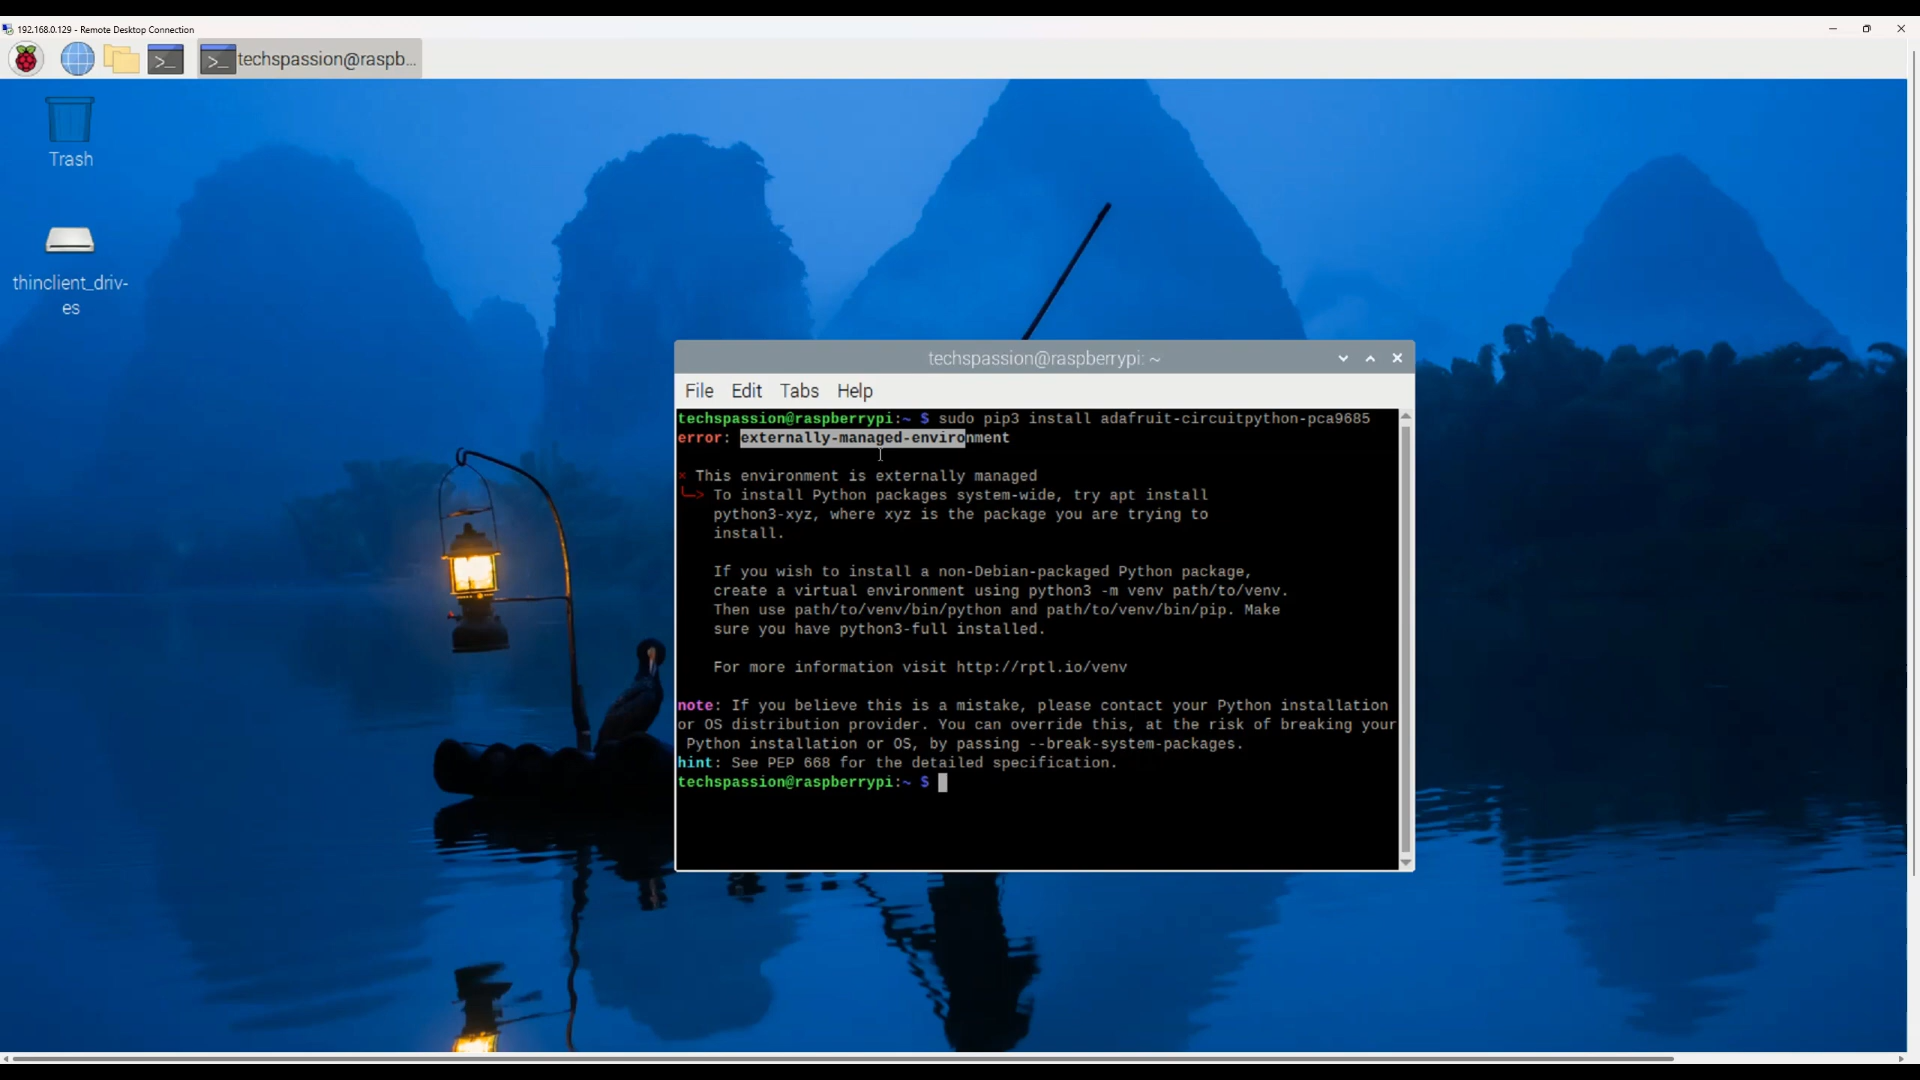 192.168.0.129 - Remote Desktop Connection
techspassion@raspb...
Trash
thinclient_driv-
es
techspassion@raspberrypi: ~
File Edit Tabs Help
techspassion@raspberrypi:~ $ sudo pip3 install adafruit-circuitpython-pca9685
error: externally-managed-environment
× This environment is externally managed
╰─> To install Python packages system-wide, try apt install
python3-xyz, where xyz is the package you are trying to
install.
If you wish to install a non-Debian-packaged Python package,
create a virtual environment using python3 -m venv path/to/venv.
Then use path/to/venv/bin/python and path/to/venv/bin/pip. Make
sure you have python3-full installed.
For more information visit http://rptl.io/venv
note: If you believe this is a mistake, please contact your Python installation
or OS distribution provider. You can override this, at the risk of breaking your
Python installation or OS, by passing --break-system-packages.
hint: See PEP 668 for the detailed specification.
techspassion@raspberrypi:~ $